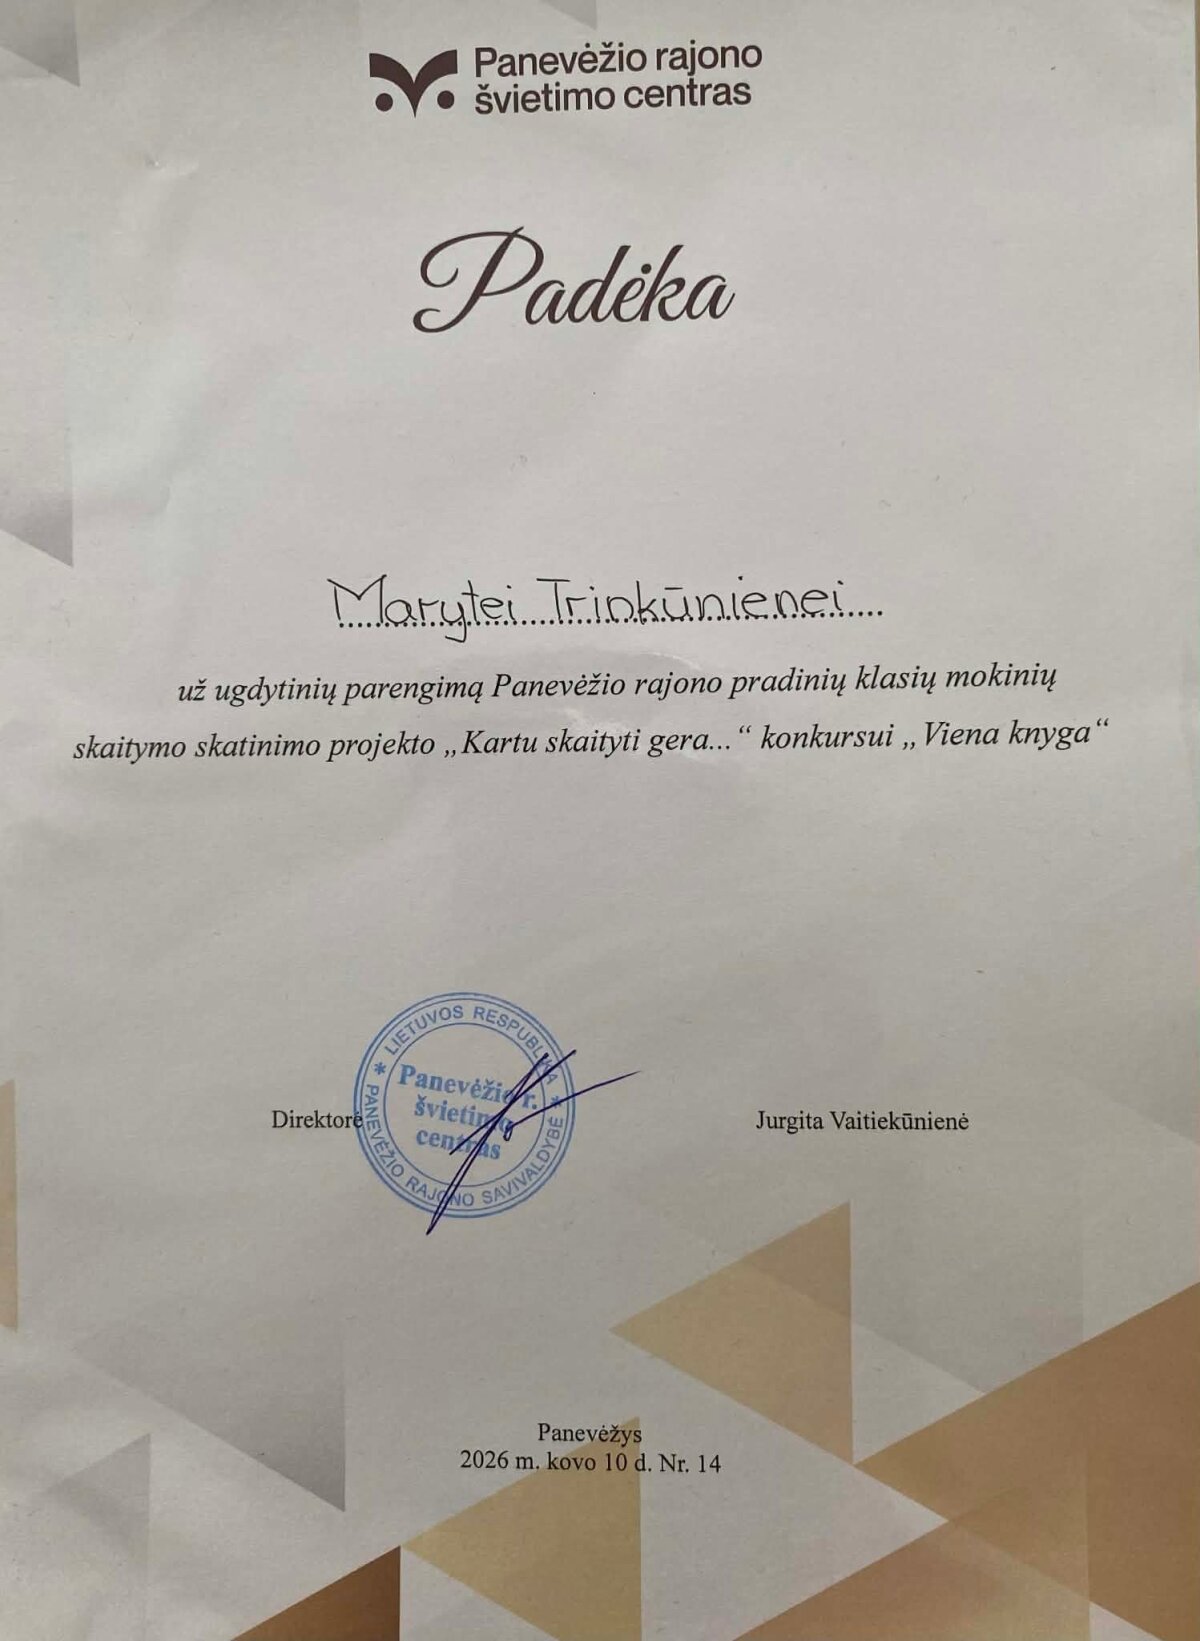 Panevėžio rajono
švietimo centras
Padėka
Marytei Trinkūnienei
už ugdytinių parengimą Panevėžio rajono pradinių klasių mokinių
skaitymo skatinimo projekto „Kartu skaityti gera...“ konkursui „Viena knyga“
LIETUVOS RESPUBLIKA
Panevėžio r.
švietimo
centras
PANEVĖŽIO RAJONO SAVIVALDYBĖ
Direktorė Jurgita Vaitiekūnienė
Panevėžys
2026 m. kovo 10 d. Nr. 14